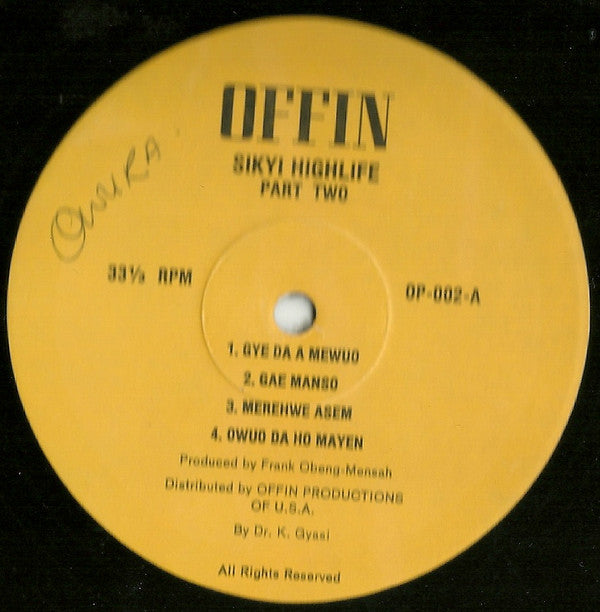 OFFIN
SIKYI HIGHLIFE
PART TWO
Owura.
33⅓ RPM
OP-002-A
1. GYE DA A MEWUO
2. GAE MANSO
3. MEREHWE ASEM
4. OWUO DA HO MAYEN
Produced by Frank Obeng-Mensah
Distributed by OFFIN PRODUCTIONS
OF U.S.A.
By Dr. K. Gyasi
All Rights Reserved